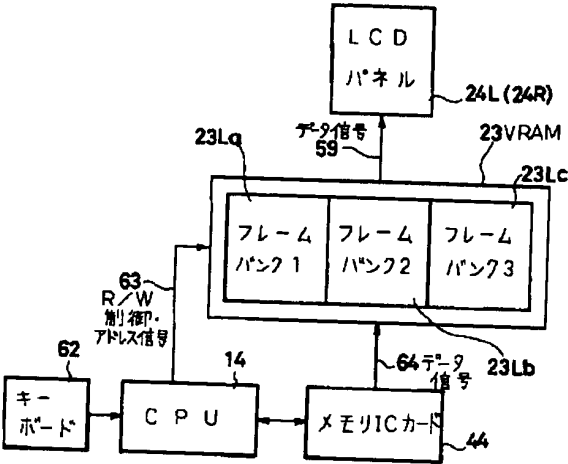 LCD
パネル
24L(24R)
データ信号
59
23La
23VRAM
23Lc
フレーム
バンク1
フレーム
バンク2
フレーム
バンク3
63
R/W
制御・
アドレス信号
62
14
64データ
信号
23Lb
キー
ボード
CPU
メモリICカード
44